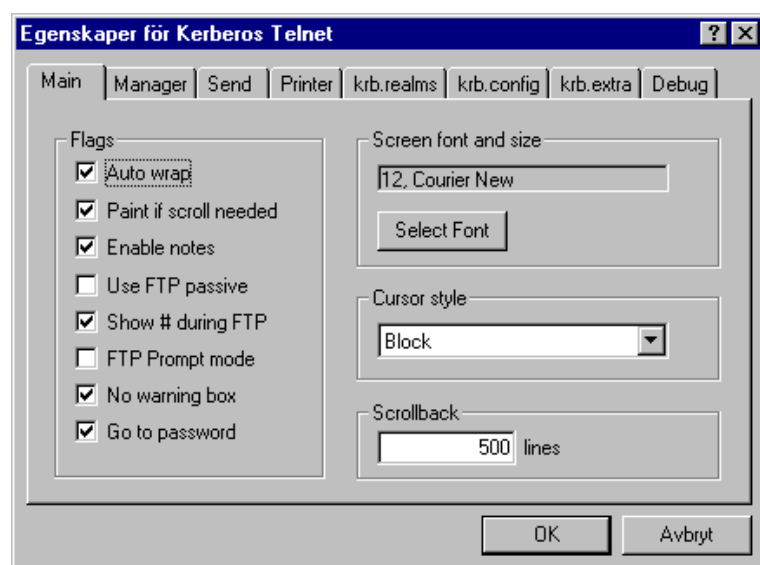 Egenskaper för Kerberos Telnet
Main Manager Send Printer krb.realms krb.config krb.extra Debug
Flags
Auto wrap
Paint if scroll needed
Enable notes
Use FTP passive
Show # during FTP
FTP Prompt mode
No warning box
Go to password
Screen font and size
12, Courier New
Select Font
Cursor style
Block
Scrollback
500 lines
OK Avbryt